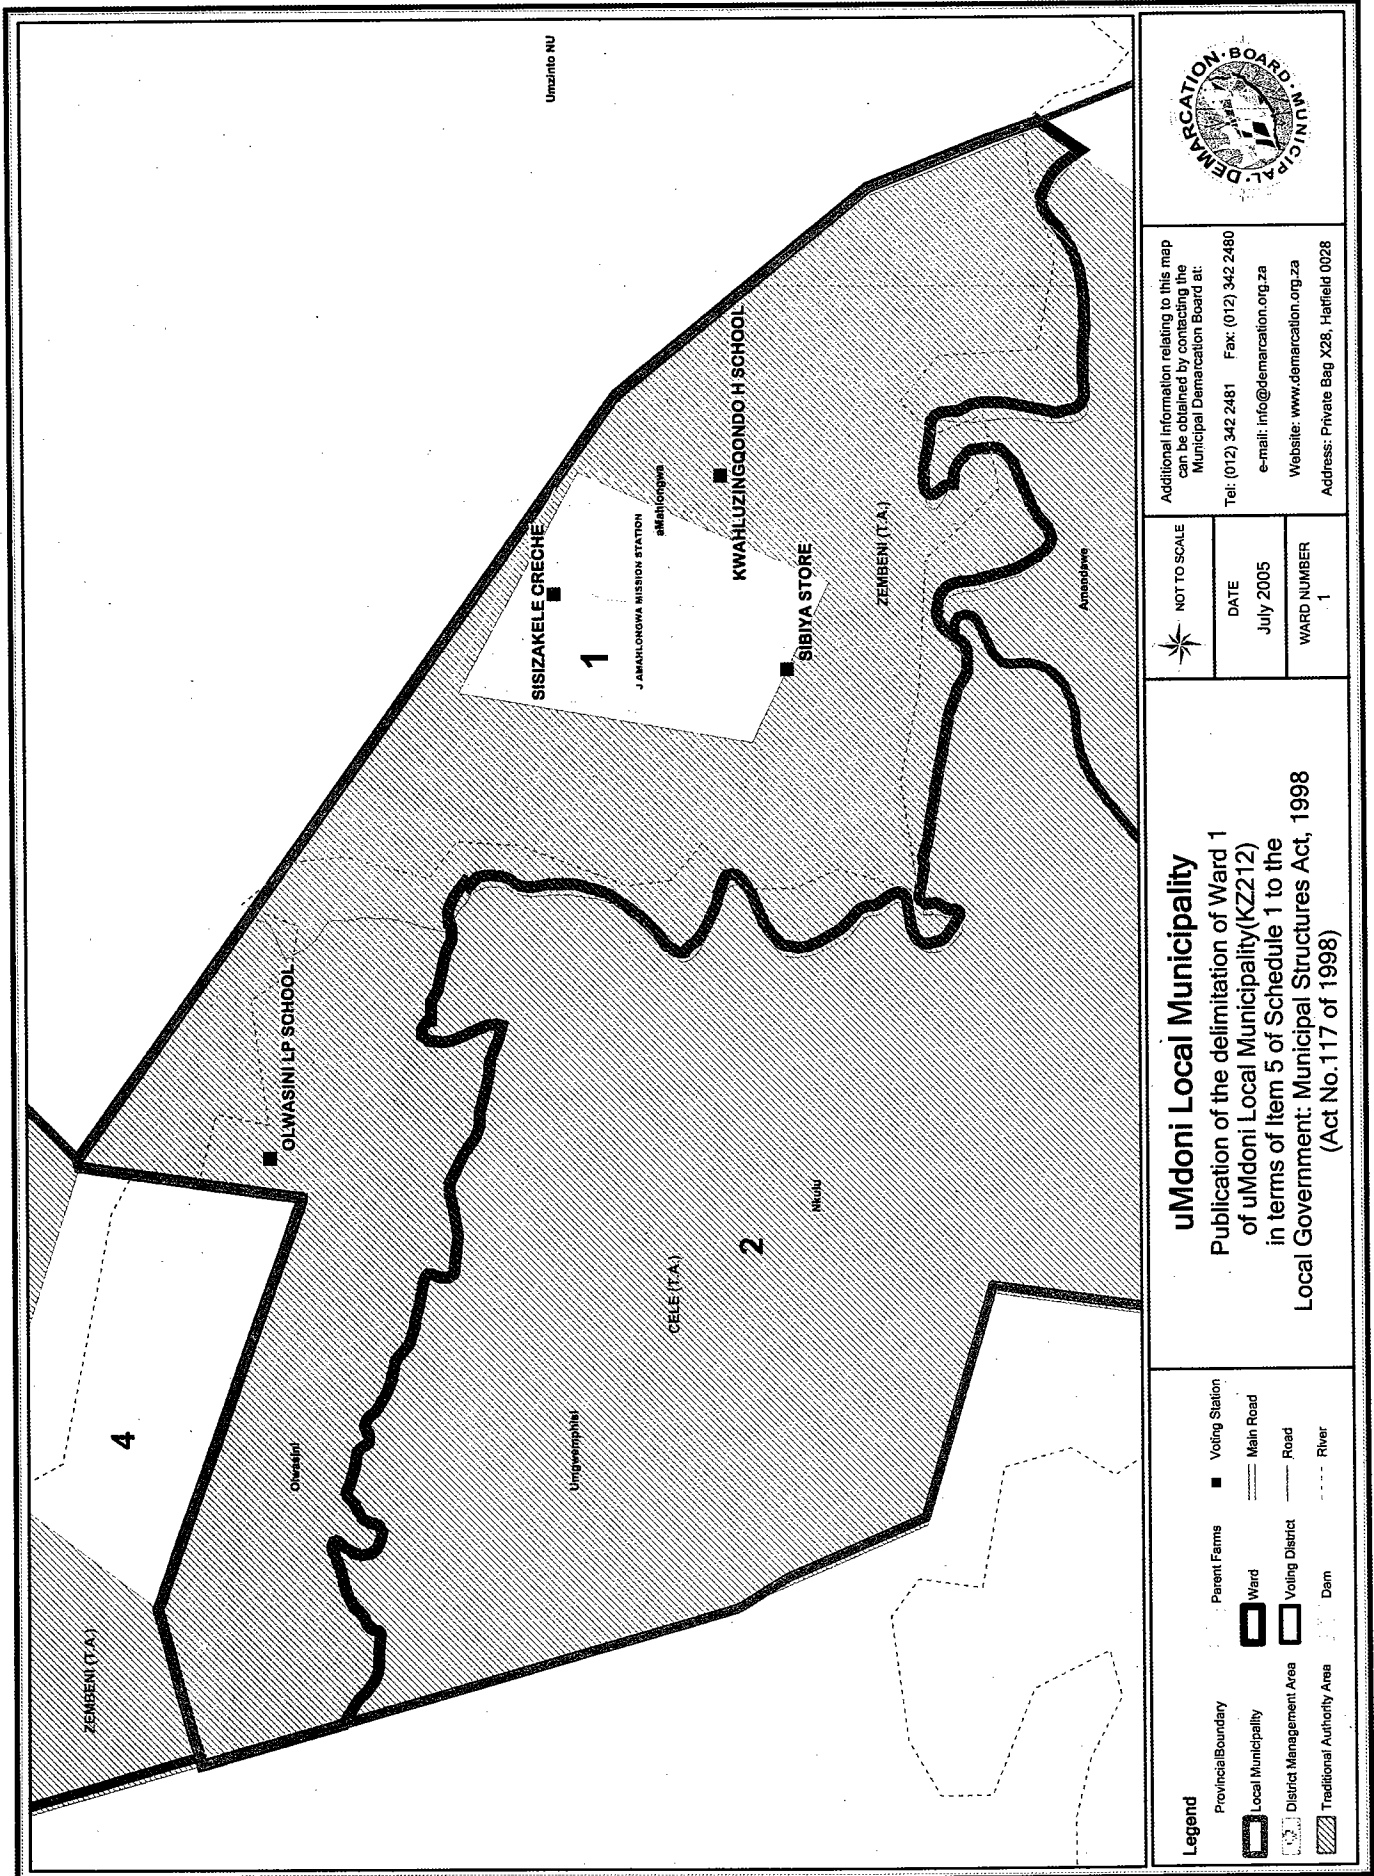 Umzinto NU
SISIZAKELE CRECHE
1
J AMAHLONGWA MISSION STATION
aMahlongwa
KWAHLUZINGQONDO H SCHOOL
SIBIYA STORE
ZEMBENI (T.A.)
Amandawe
OLWASINI LP SCHOOL
4
ZEMBENI (T.A.)
Olwasini
Umgwemphisi
CELE (T.A.)
2
Nkulu
Legend
ProvincialBoundary
Local Municipality
District Management Area
Traditional Authority Area
Parent Farms
Ward
Voting District
Dam
Voting Station
Main Road
Road
River
uMdoni Local Municipality
Publication of the delimitation of Ward 1
of uMdoni Local Municipality(KZ212)
in terms of Item 5 of Schedule 1 to the
Local Government: Municipal Structures Act, 1998
(Act No.117 of 1998)
NOT TO SCALE
DATE
July 2005
WARD NUMBER
1
Additional information relating to this map
can be obtained by contacting the
Municipal Demarcation Board at:
Tel: (012) 342 2481 Fax: (012) 342 2480
e-mail: info@demarcation.org.za
Website: www.demarcation.org.za
Address: Private Bag X28, Hatfield 0028
MUNICIPAL · DEMARCATION · BOARD ·